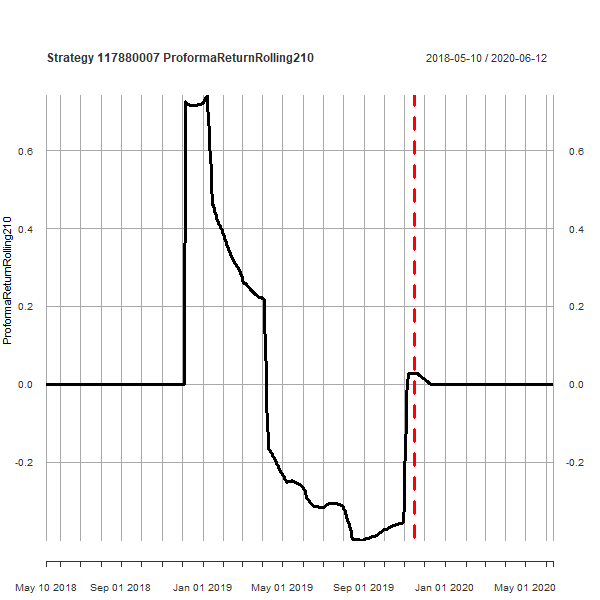 Strategy 117880007 ProformaReturnRolling210
2018-05-10 / 2020-06-12
ProformaReturnRolling210
0.6
0.4
0.2
0.0
-0.2
0.6
0.4
0.2
0.0
-0.2
May 10 2018
Sep 01 2018
Jan 01 2019
May 01 2019
Sep 01 2019
Jan 01 2020
May 01 2020